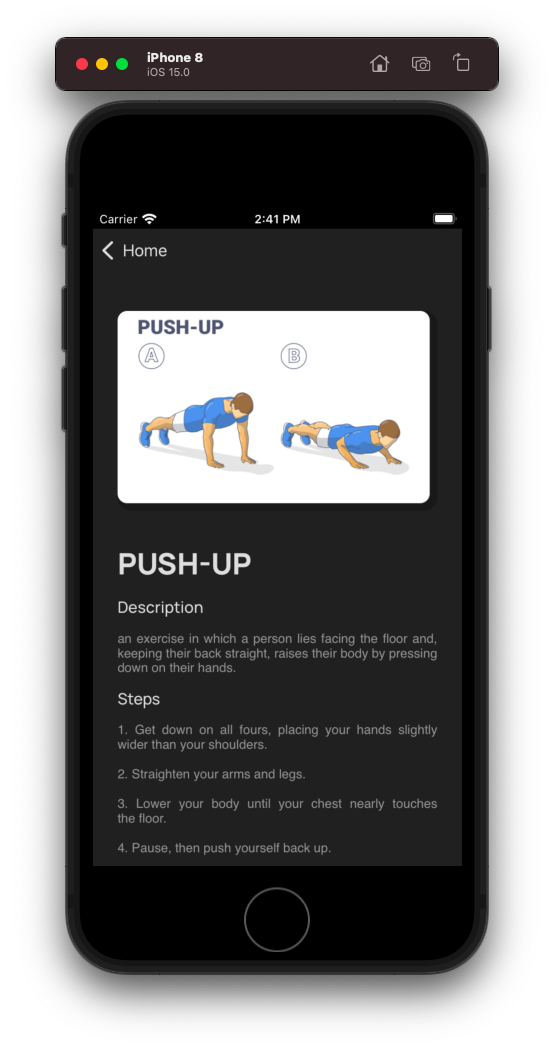 iPhone 8
iOS 15.0
Carrier 2:41 PM
Home
PUSH-UP
A B
PUSH-UP
Description
an exercise in which a person lies facing the floor and,
keeping their back straight, raises their body by pressing
down on their hands.
Steps
1. Get down on all fours, placing your hands slightly
wider than your shoulders.
2. Straighten your arms and legs.
3. Lower your body until your chest nearly touches
the floor.
4. Pause, then push yourself back up.